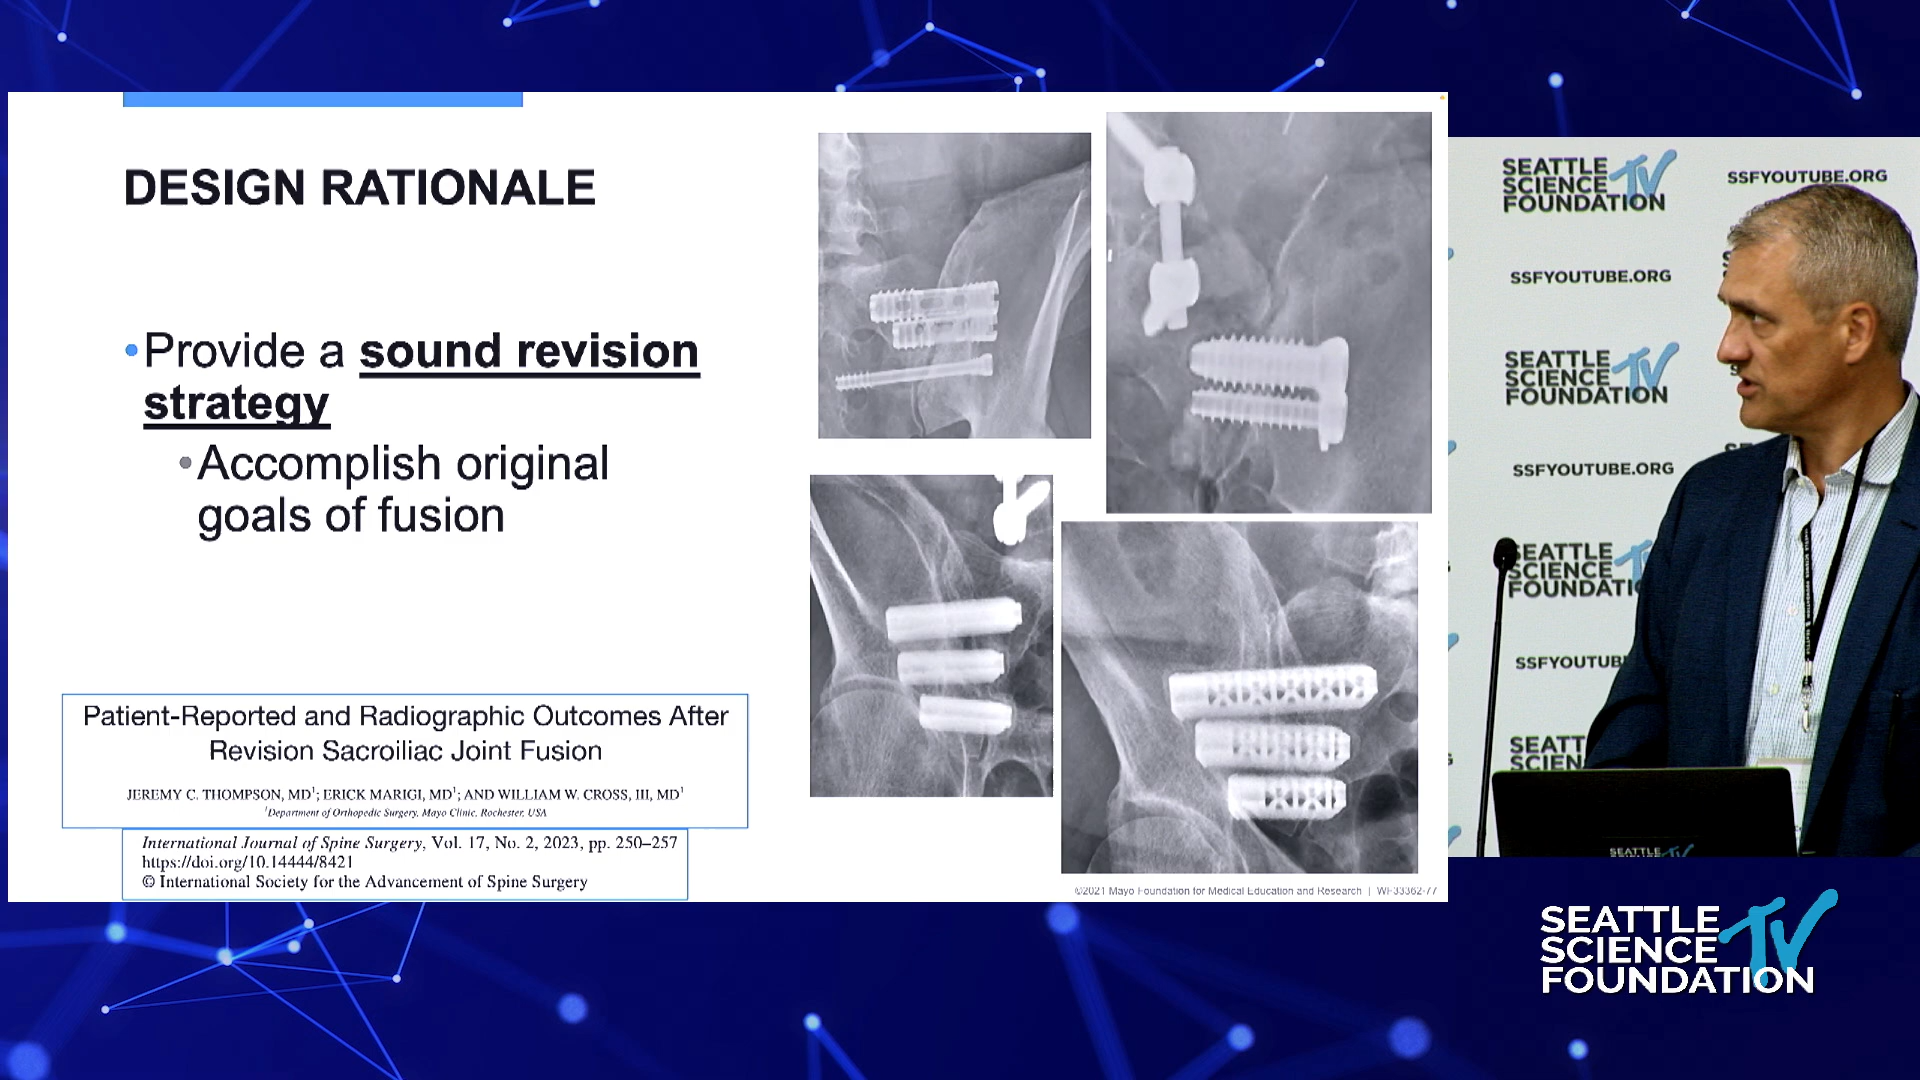 DESIGN RATIONALE
•Provide a sound revision
strategy
•Accomplish original
goals of fusion
Patient-Reported and Radiographic Outcomes After
Revision Sacroiliac Joint Fusion
JEREMY C. THOMPSON, MD¹; ERICK MARIGI, MD¹; AND WILLIAM W. CROSS, III, MD¹
¹Department of Orthopedic Surgery, Mayo Clinic, Rochester, USA
International Journal of Spine Surgery, Vol. 17, No. 2, 2023, pp. 250–257
https://doi.org/10.14444/8421
© International Society for the Advancement of Spine Surgery
©2021 Mayo Foundation for Medical Education and Research | WF33362-77
SEATTLE
SCIENCE TV
FOUNDATION
SSFYOUTUBE.ORG
SSFYOUTUBE.ORG
SEATTLE
SCIENCE TV
FOUNDATION
SSFYOUTUBE.ORG
SEATTLE
SCIENCE
FOUNDATI
SSFYOUTUB
SEATT
SCIEN
SEATTLE
SEATTLE
SCIENCE TV
FOUNDATION